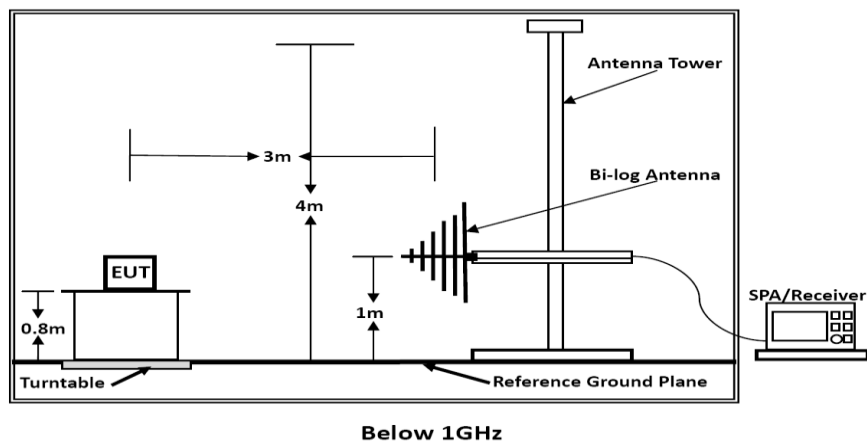 Antenna Tower
3m
Bi-log Antenna
4m
EUT
SPA/Receiver
0.8m
1m
Turntable
Reference Ground Plane
Below 1GHz